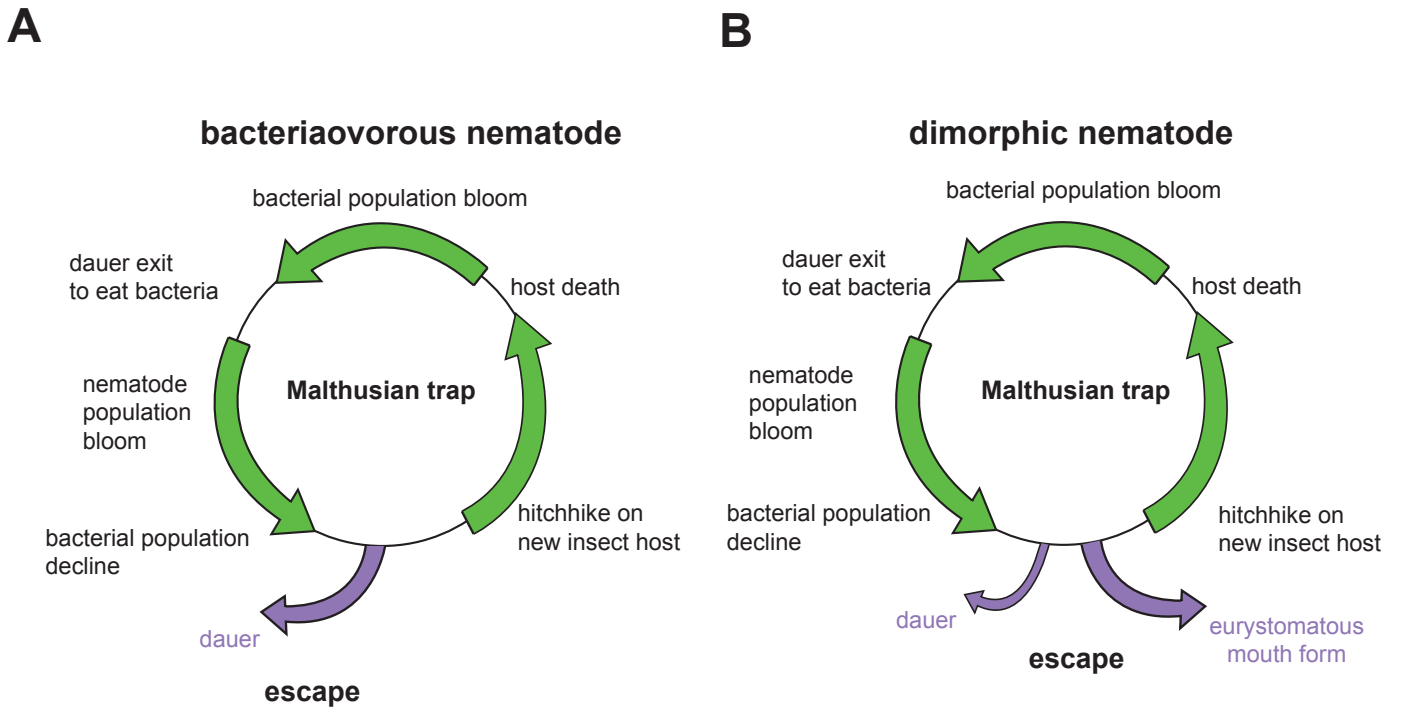 A
bacteriaovorous nematode
bacterial population bloom
dauer exit
to eat bacteria
host death
nematode
population
bloom
Malthusian trap
bacterial population
decline
hitchhike on
new insect host
dauer
escape
B
dimorphic nematode
bacterial population bloom
dauer exit
to eat bacteria
host death
nematode
population
bloom
Malthusian trap
bacterial population
decline
hitchhike on
new insect host
dauer
eurystomatous
mouth form
escape